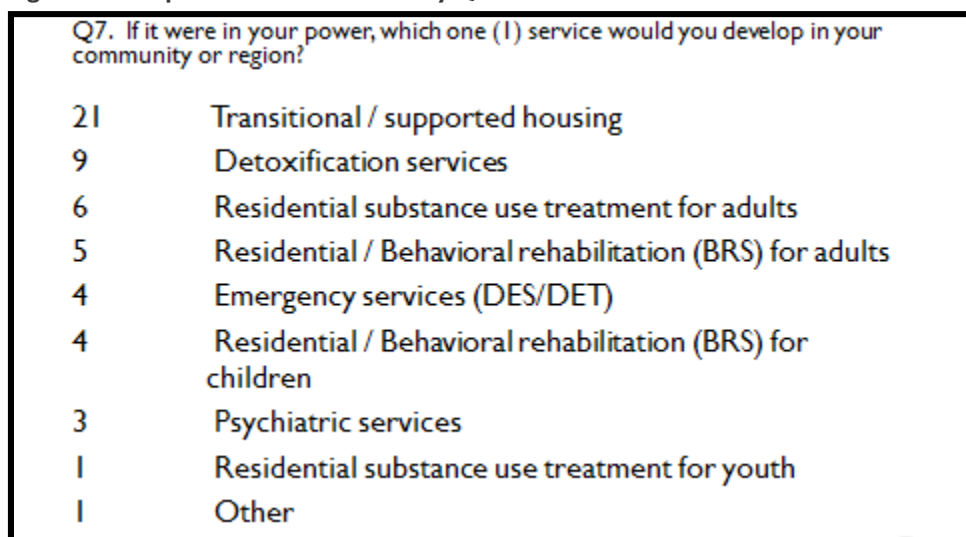 Q7. If it were in your power, which one (1) service would you develop in your
community or region?
21 Transitional / supported housing
9 Detoxification services
6 Residential substance use treatment for adults
5 Residential / Behavioral rehabilitation (BRS) for adults
4 Emergency services (DES/DET)
4 Residential / Behavioral rehabilitation (BRS) for
children
3 Psychiatric services
1 Residential substance use treatment for youth
1 Other